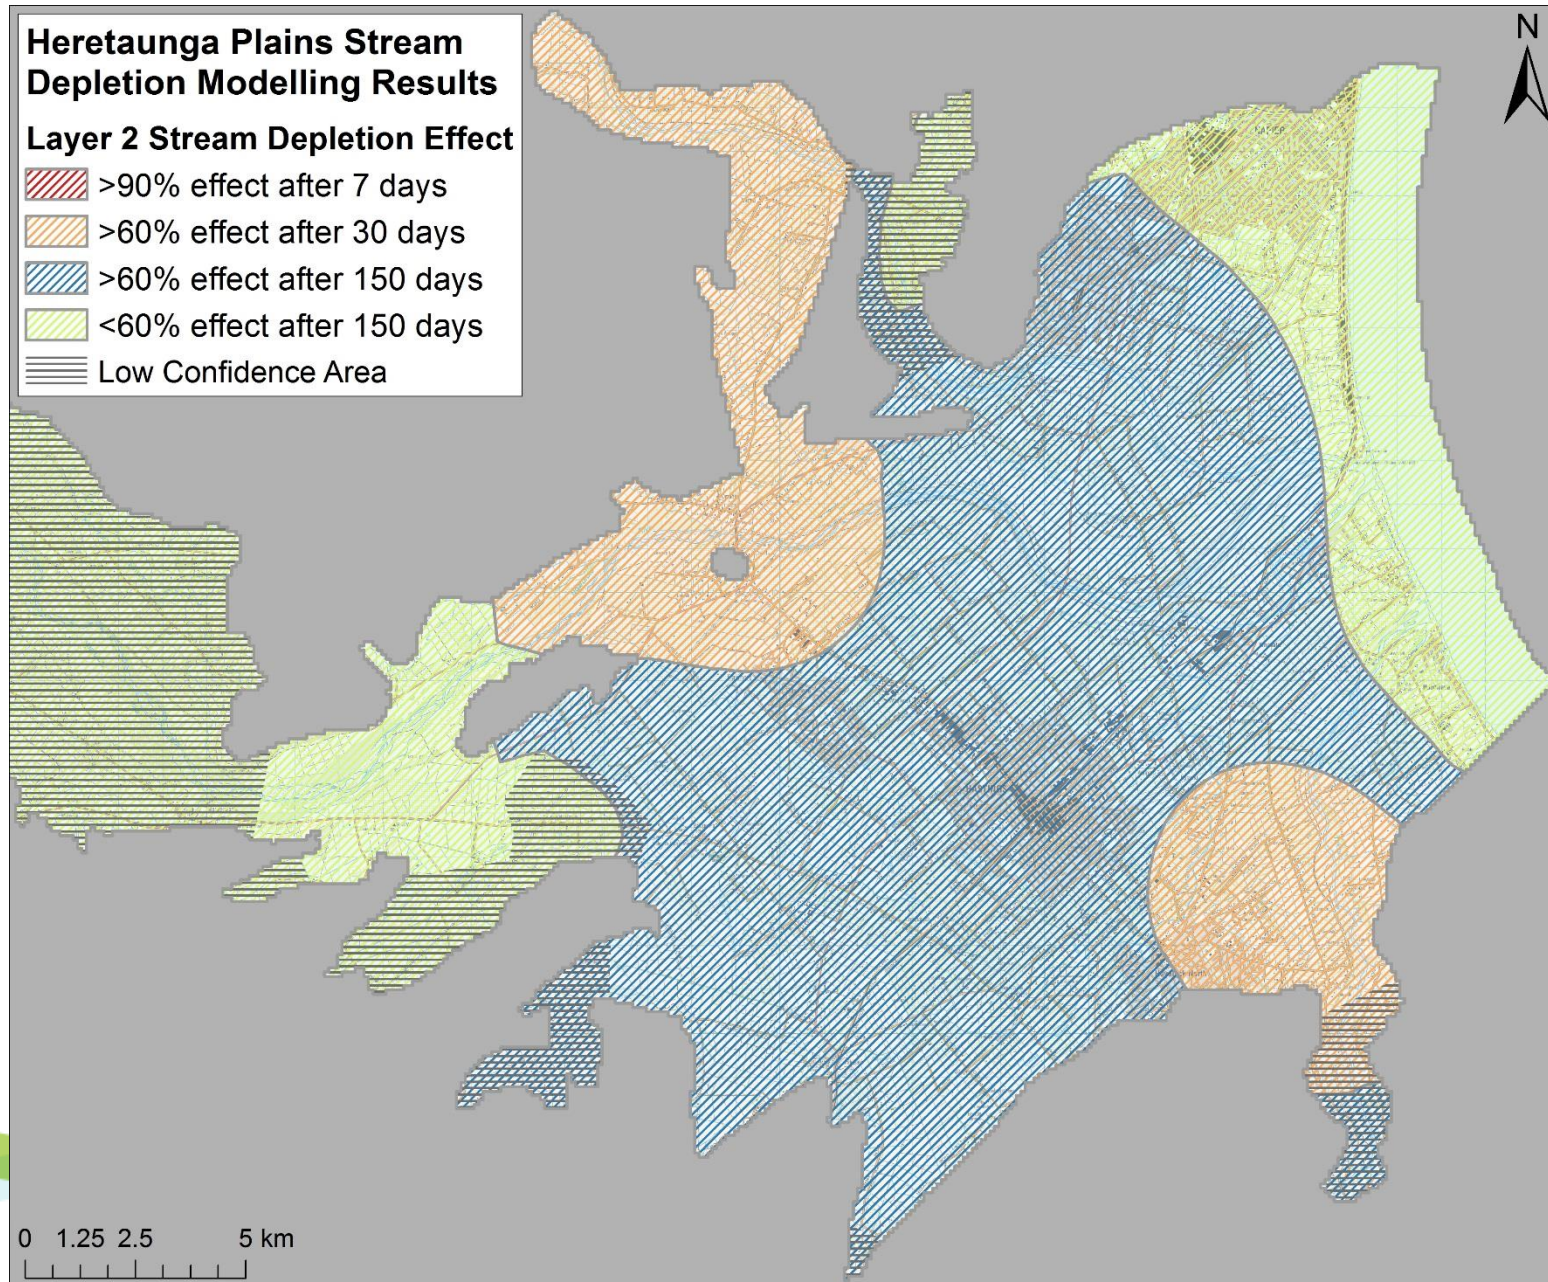 Heretaunga Plains Stream
Depletion Modelling Results
Layer 2 Stream Depletion Effect
>90% effect after 7 days
>60% effect after 30 days
>60% effect after 150 days
<60% effect after 150 days
Low Confidence Area
N
NAPIER
HASTINGS
0 1.25 2.5 5 km